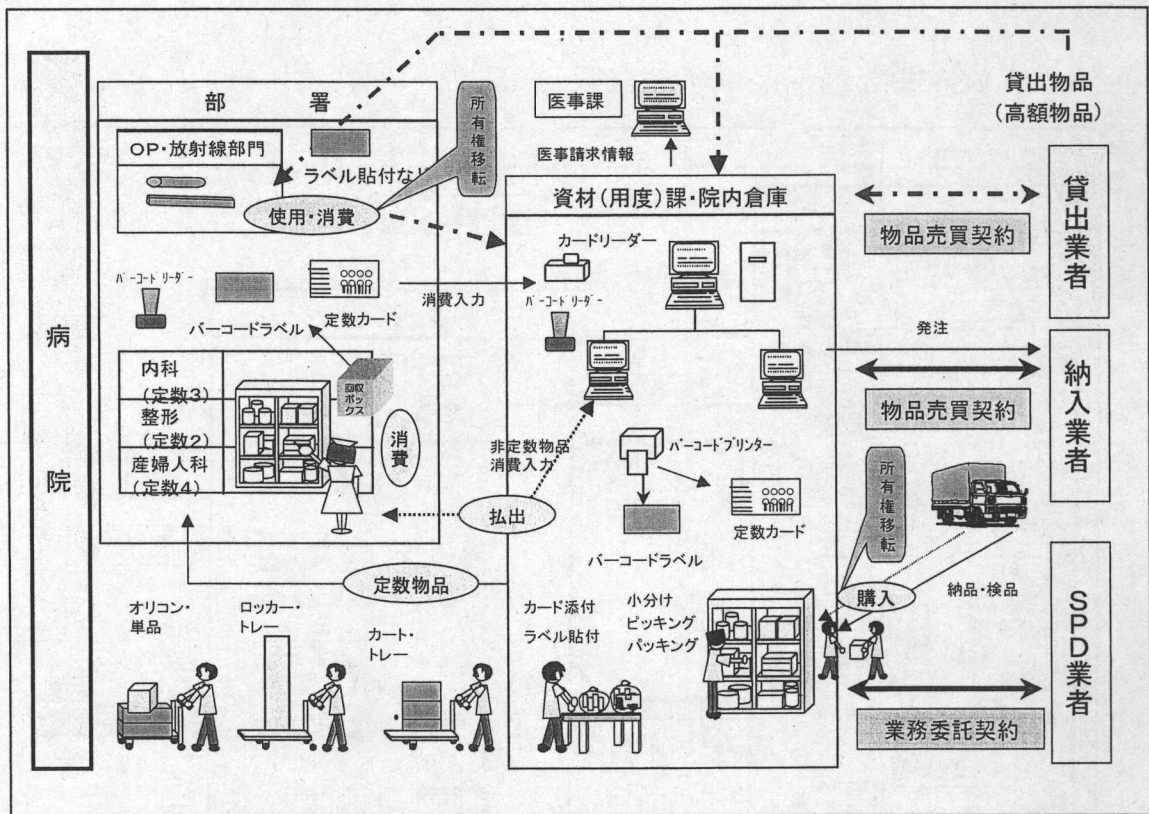 病院
部署
OP・放射線部門
ラベル貼付など
所有権移転
使用・消費
医事課
医事請求情報
資材(用度)課・院内倉庫
貸出物品
(高額物品)
貸出業者
物品売買契約
カードリーダー
バーコードリーダー
バーコードリーダー
定数カード
消費入力
バーコードラベル
発注
納入業者
物品売買契約
内科
(定数3)
整形
(定数2)
産婦人科
(定数4)
回収
ボックス
消費
非定数物品
消費入力
払出
バーコードプリンター
定数カード
バーコードラベル
所有権移転
購入
納品・検品
定数物品
オリコン・
単品
ロッカー・
トレー
カート・
トレー
カード添付
ラベル貼付
小分け
ピッキング
パッキング
SPD業者
業務委託契約